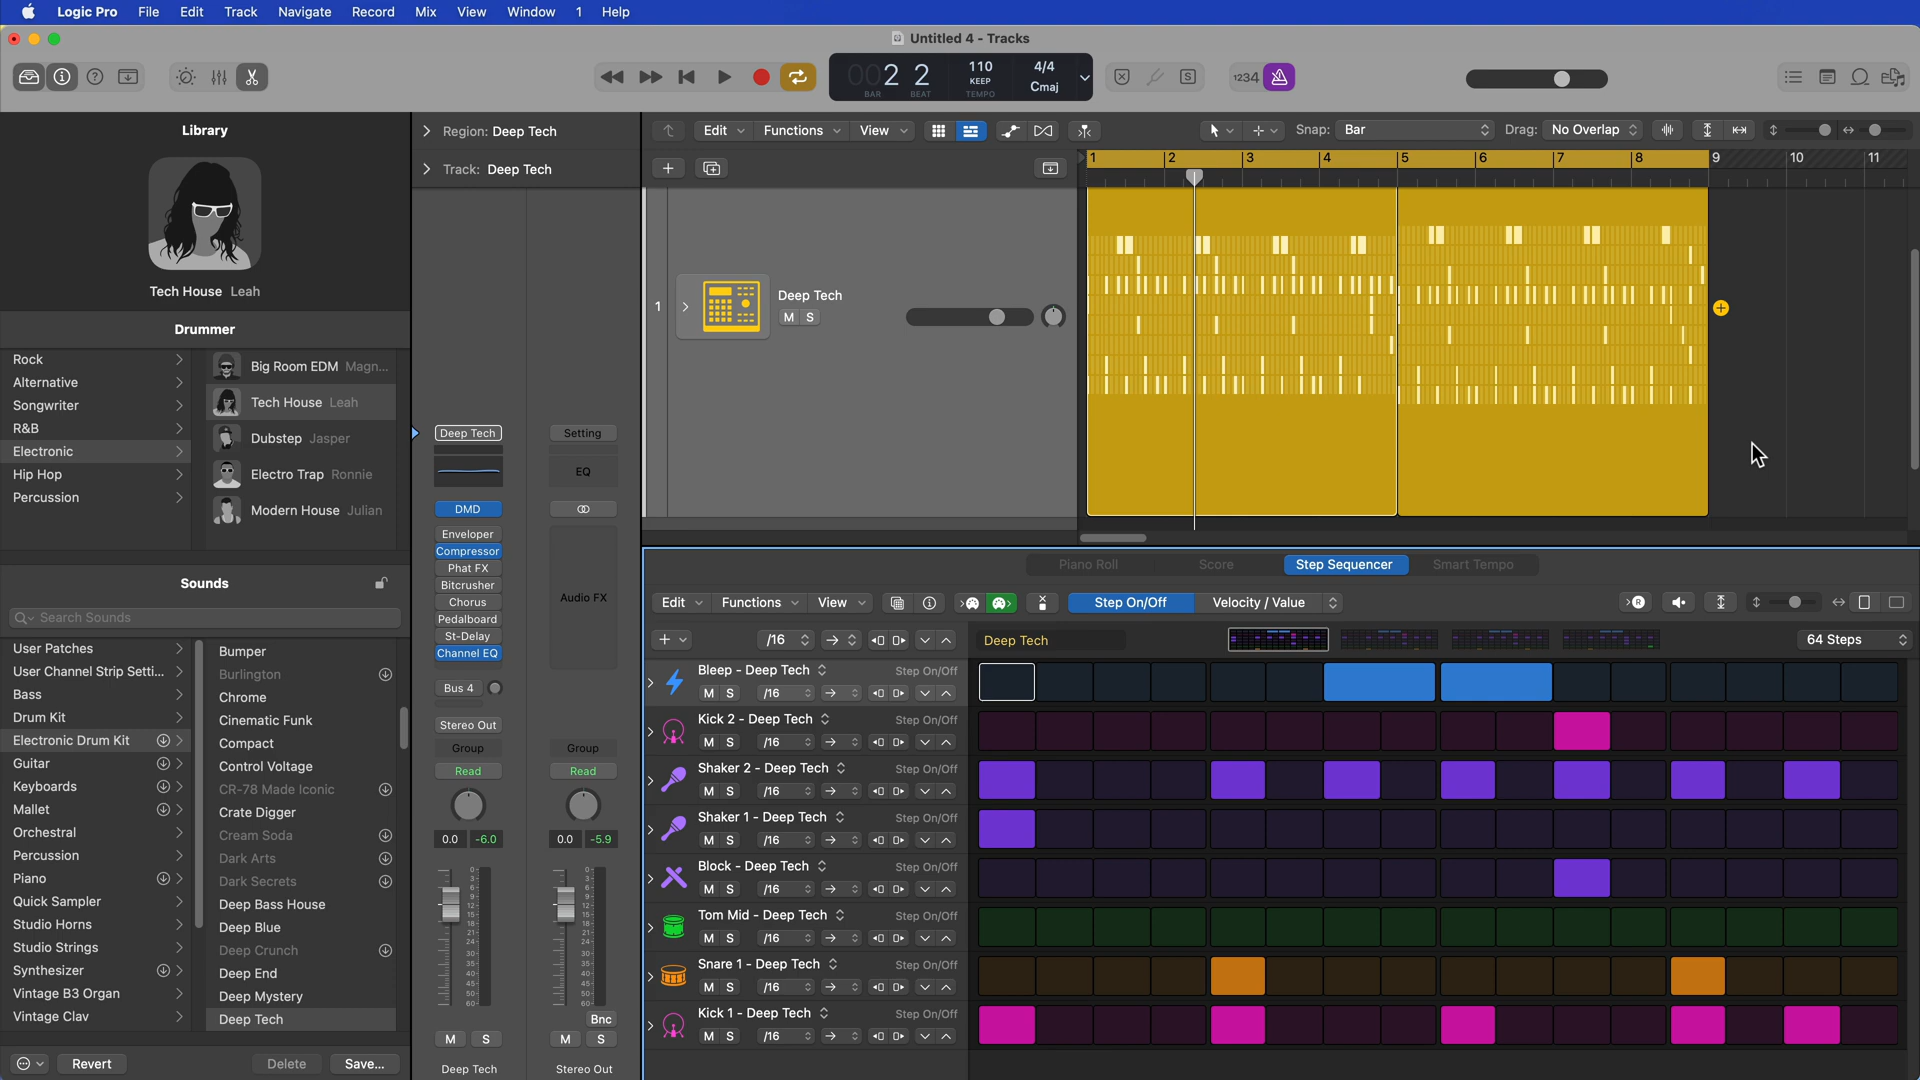 Logic Pro File Edit Track Navigate Record Mix View Window 1 Help
Untitled 4 - Tracks
002 2 110 4/4
KEEP Cmaj
BAR BEAT TEMPO
1234
S
Library
Tech House Leah
Drummer
Rock
Alternative
Songwriter
R&B
Electronic
Hip Hop
Percussion
Big Room EDM Magn...
Tech House Leah
Dubstep Jasper
Electro Trap Ronnie
Modern House Julian
Sounds
Search Sounds
User Patches
User Channel Strip Setti...
Bass
Drum Kit
Electronic Drum Kit
Guitar
Keyboards
Mallet
Orchestral
Percussion
Piano
Quick Sampler
Studio Horns
Studio Strings
Synthesizer
Vintage B3 Organ
Vintage Clav
Bumper
Burlington
Chrome
Cinematic Funk
Compact
Control Voltage
CR-78 Made Iconic
Crate Digger
Cream Soda
Dark Arts
Dark Secrets
Deep Bass House
Deep Blue
Deep Crunch
Deep End
Deep Mystery
Deep Tech
Revert Delete Save...
Region: Deep Tech
Track: Deep Tech
Deep Tech
DMD
Enveloper
Compressor
Phat FX
Bitcrusher
Chorus
Pedalboard
St-Delay
Channel EQ
Bus 4
Stereo Out
Group
Read
0.0 -6.0
M S
Deep Tech
Setting
EQ
Audio FX
Group
Read
0.0 -5.9
Bnc
M S
Stereo Out
Edit Functions View Snap: Bar Drag: No Overlap
1 2 3 4 5 6 7 8 9 10 11
1 Deep Tech
M S
Piano Roll Score Step Sequencer Smart Tempo
Edit Functions View Step On/Off Velocity / Value
/16 Deep Tech 64 Steps
Bleep - Deep Tech Step On/Off
M S /16
Kick 2 - Deep Tech Step On/Off
M S /16
Shaker 2 - Deep Tech Step On/Off
M S /16
Shaker 1 - Deep Tech Step On/Off
M S /16
Block - Deep Tech Step On/Off
M S /16
Tom Mid - Deep Tech Step On/Off
M S /16
Snare 1 - Deep Tech Step On/Off
M S /16
Kick 1 - Deep Tech Step On/Off
M S /16